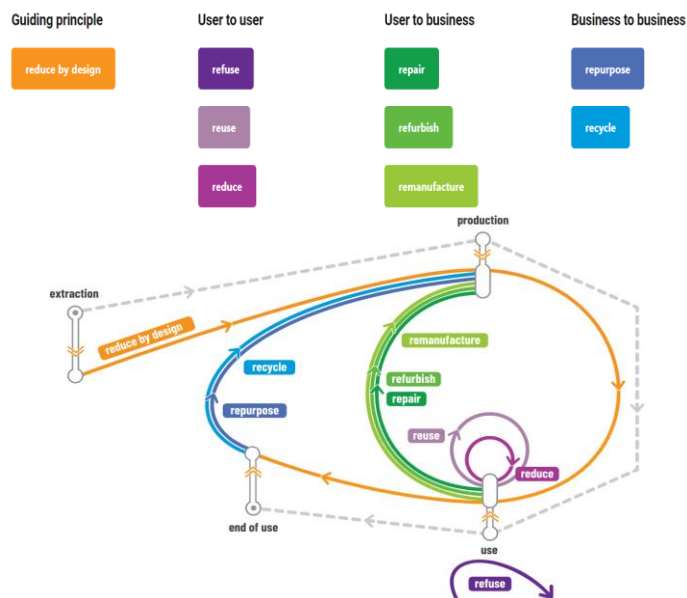 Guiding principle
User to user
User to business
Business to business
reduce by design
refuse
repair
repurpose
reuse
refurbish
recycle
reduce
remanufacture
production
extraction
reduce by design
remanufacture
recycle
refurbish
repair
repurpose
reuse
reduce
end of use
use
refuse